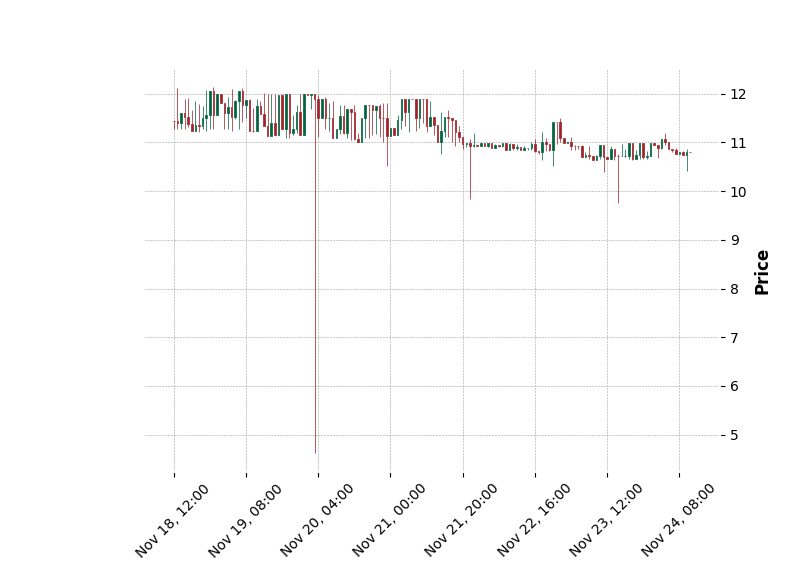 12
11
10
9
8
7
6
5
Price
Nov 18, 12:00
Nov 19, 08:00
Nov 20, 04:00
Nov 21, 00:00
Nov 21, 20:00
Nov 22, 16:00
Nov 23, 12:00
Nov 24, 08:00